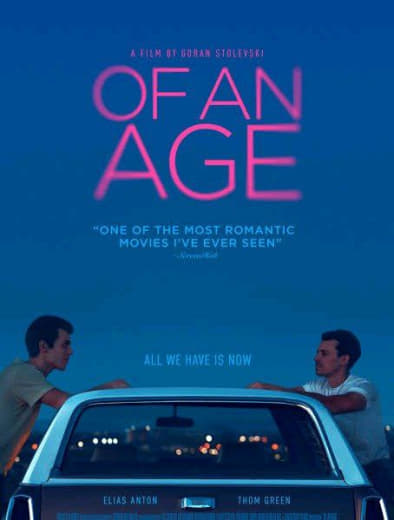 A FILM BY GORAN STOLEVSKI
OF AN
AGE
“ONE OF THE MOST ROMANTIC
MOVIES I’VE EVER SEEN”
ALL WE HAVE IS NOW
ELIAS ANTON THOM GREEN